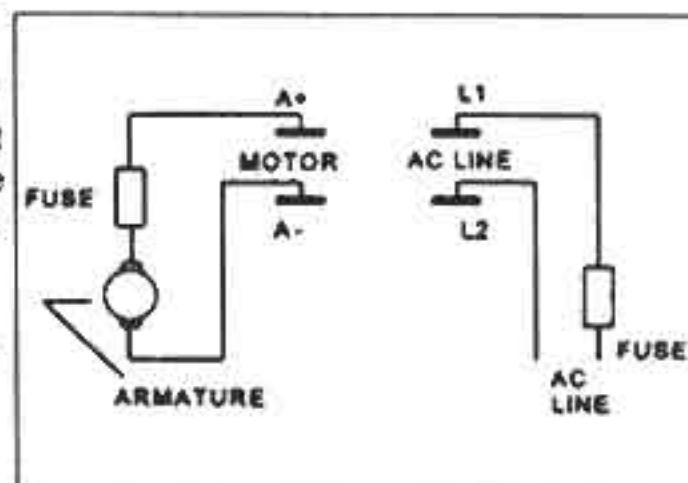 A+
L1
MOTOR
AC LINE
FUSE
A-
L2
FUSE
ARMATURE
AC
LINE